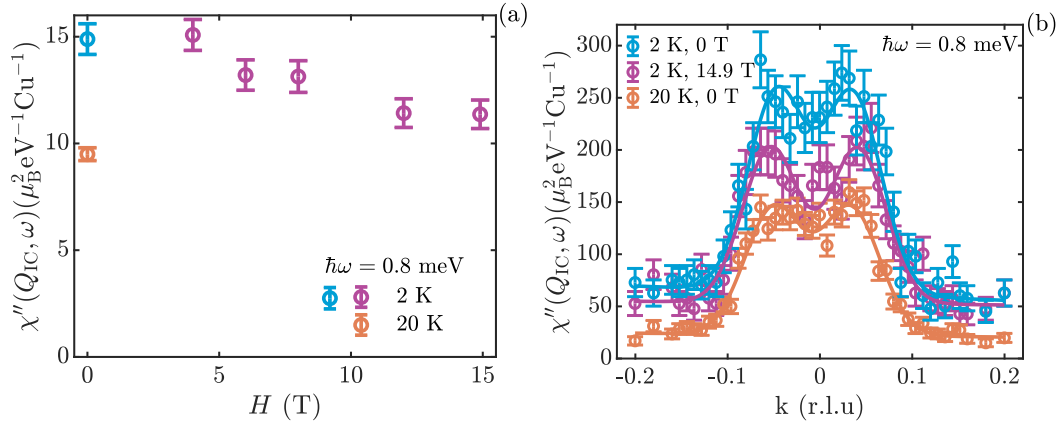 (a)
χ′′(Q_IC, ω)(μ_B^2 eV^−1 Cu^−1)
15
10
5
0
ħω = 0.8 meV
2 K
20 K
0 5 10 15
H (T)
(b)
χ′′(Q_IC, ω)(μ_B^2 eV^−1 Cu^−1)
300
250
200
150
100
50
0
2 K, 0 T
2 K, 14.9 T
20 K, 0 T
ħω = 0.8 meV
-0.2 -0.1 0 0.1 0.2
k (r.l.u)